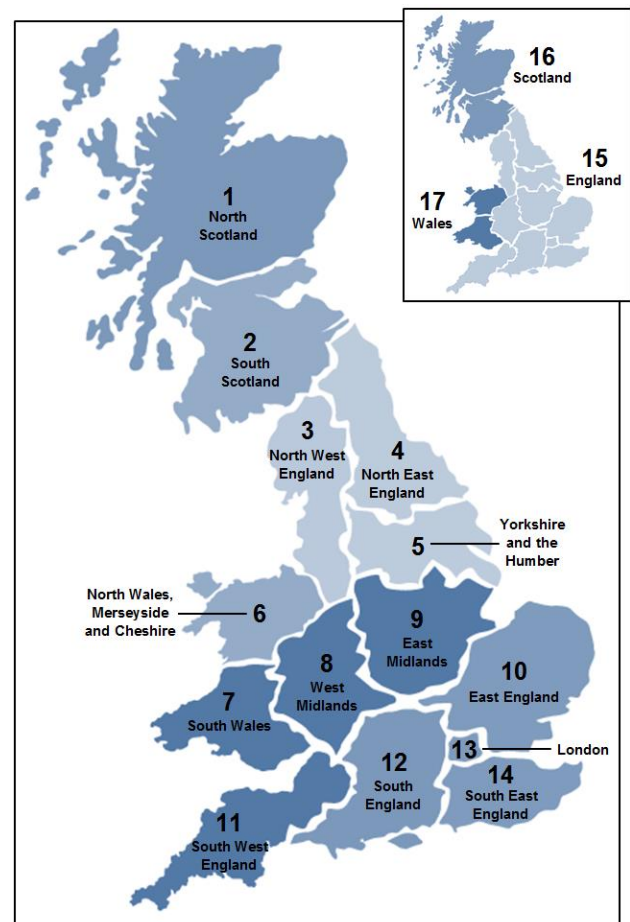 16
Scotland
15
England
17
Wales
1
North
Scotland
2
South
Scotland
3
North West
England
4
North East
England
5
Yorkshire
and the
Humber
North Wales,
Merseyside
and Cheshire
6
9
East
Midlands
8
West
Midlands
10
East England
7
South Wales
13
London
12
South
England
14
South East
England
11
South West
England